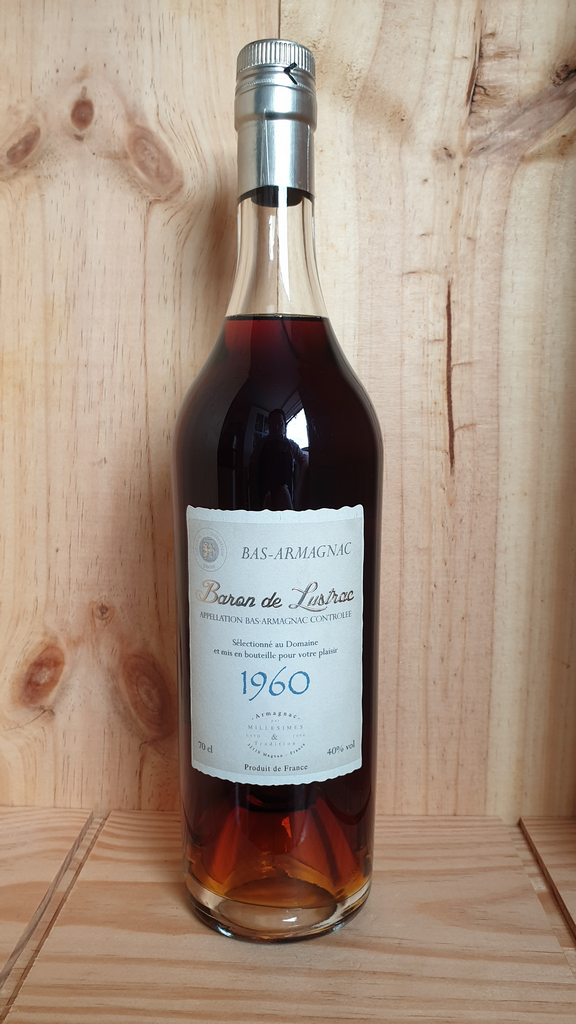 BAS-ARMAGNAC
Baron de Lustrac
APPELLATION BAS-ARMAGNAC CONTROLEE
Sélectionné au Domaine
et mis en bouteille pour votre plaisir
1960
"Armagnac"
MILLESIMES
&
Tradition
70 cl
40% vol
Produit de France